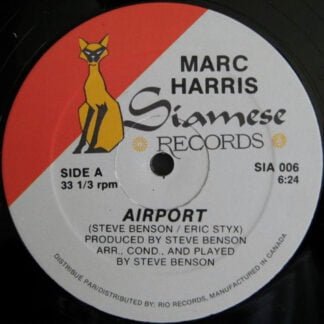 MARC
HARRIS
Siamese
RECORDS
SIDE A
33 1/3 rpm
SIA 006
6:24
AIRPORT
(STEVE BENSON / ERIC STYX)
PRODUCED BY STEVE BENSON
ARR., COND., AND PLAYED
BY STEVE BENSON
DISTRIBUE PAR/DISTRIBUTED BY: RIO RECORDS, MANUFACTURED IN CANADA